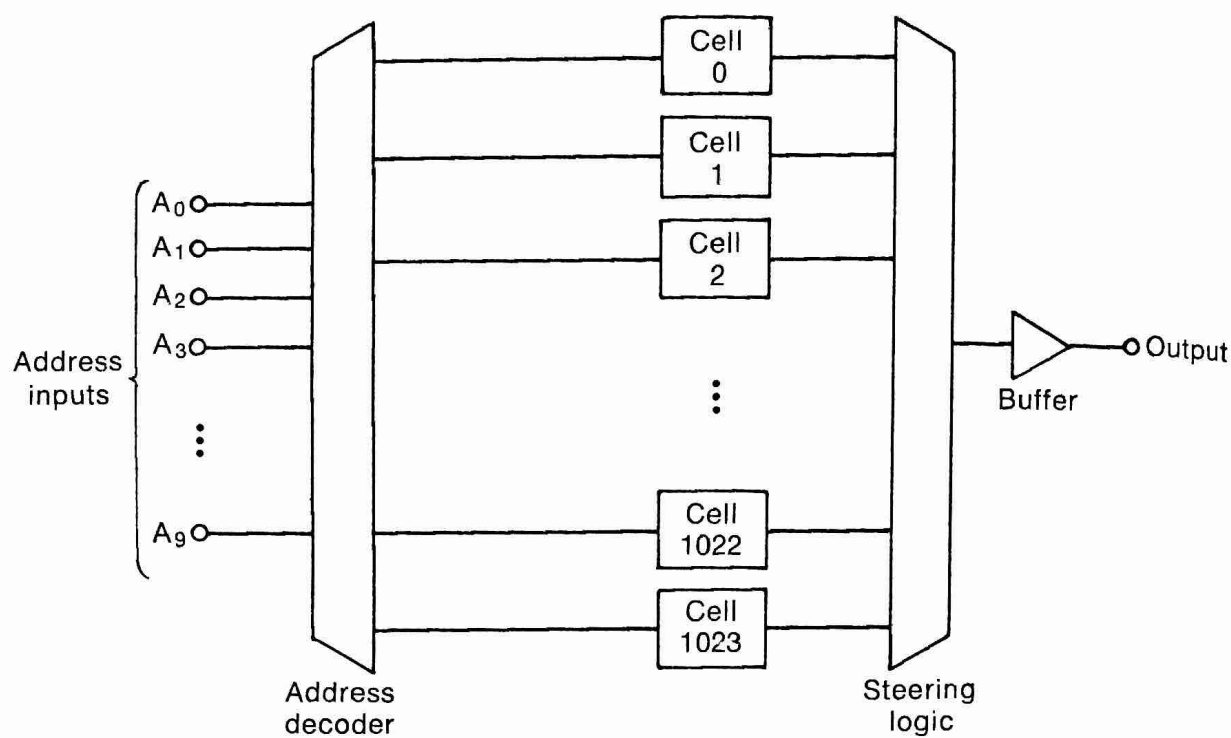 Cell
0
Cell
1
A0
A1
Cell
2
A2
A3
Address
inputs
Output
Buffer
A9
Cell
1022
Cell
1023
Address
decoder
Steering
logic